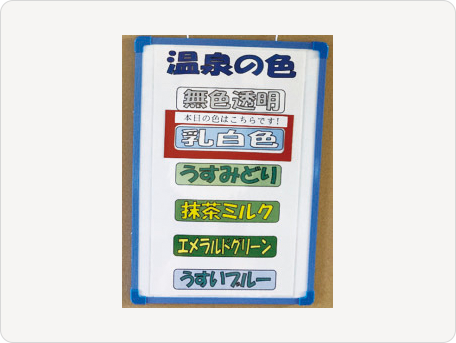 温泉の色
無色透明
本日の色はこちらです!
乳白色
うすみどり
抹茶ミルク
エメラルドグリーン
うすいブルー